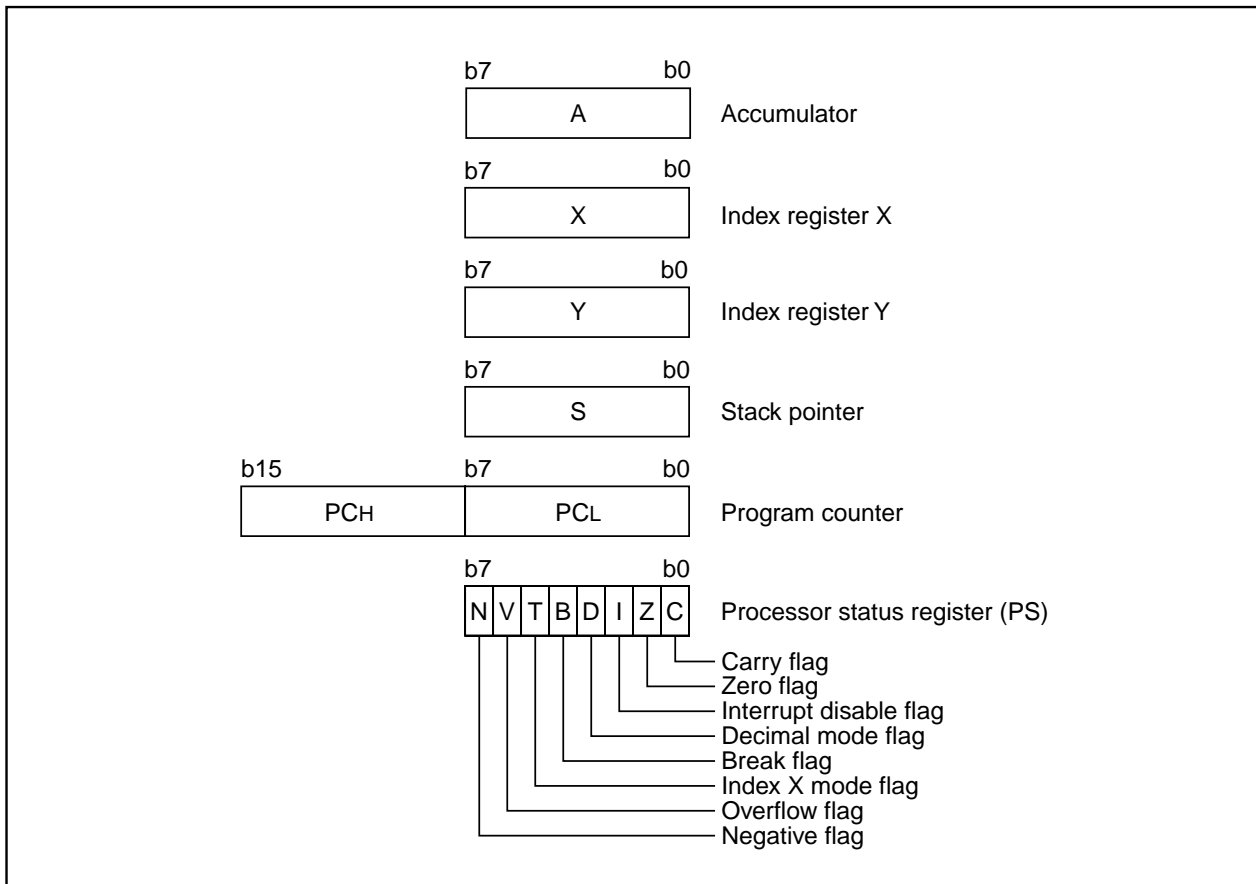 b7 b0
A Accumulator
b7 b0
X Index register X
b7 b0
Y Index register Y
b7 b0
S Stack pointer
b15 b7 b0
PCH PCL Program counter
b7 b0
N V T B D I Z C Processor status register (PS)
Carry flag
Zero flag
Interrupt disable flag
Decimal mode flag
Break flag
Index X mode flag
Overflow flag
Negative flag